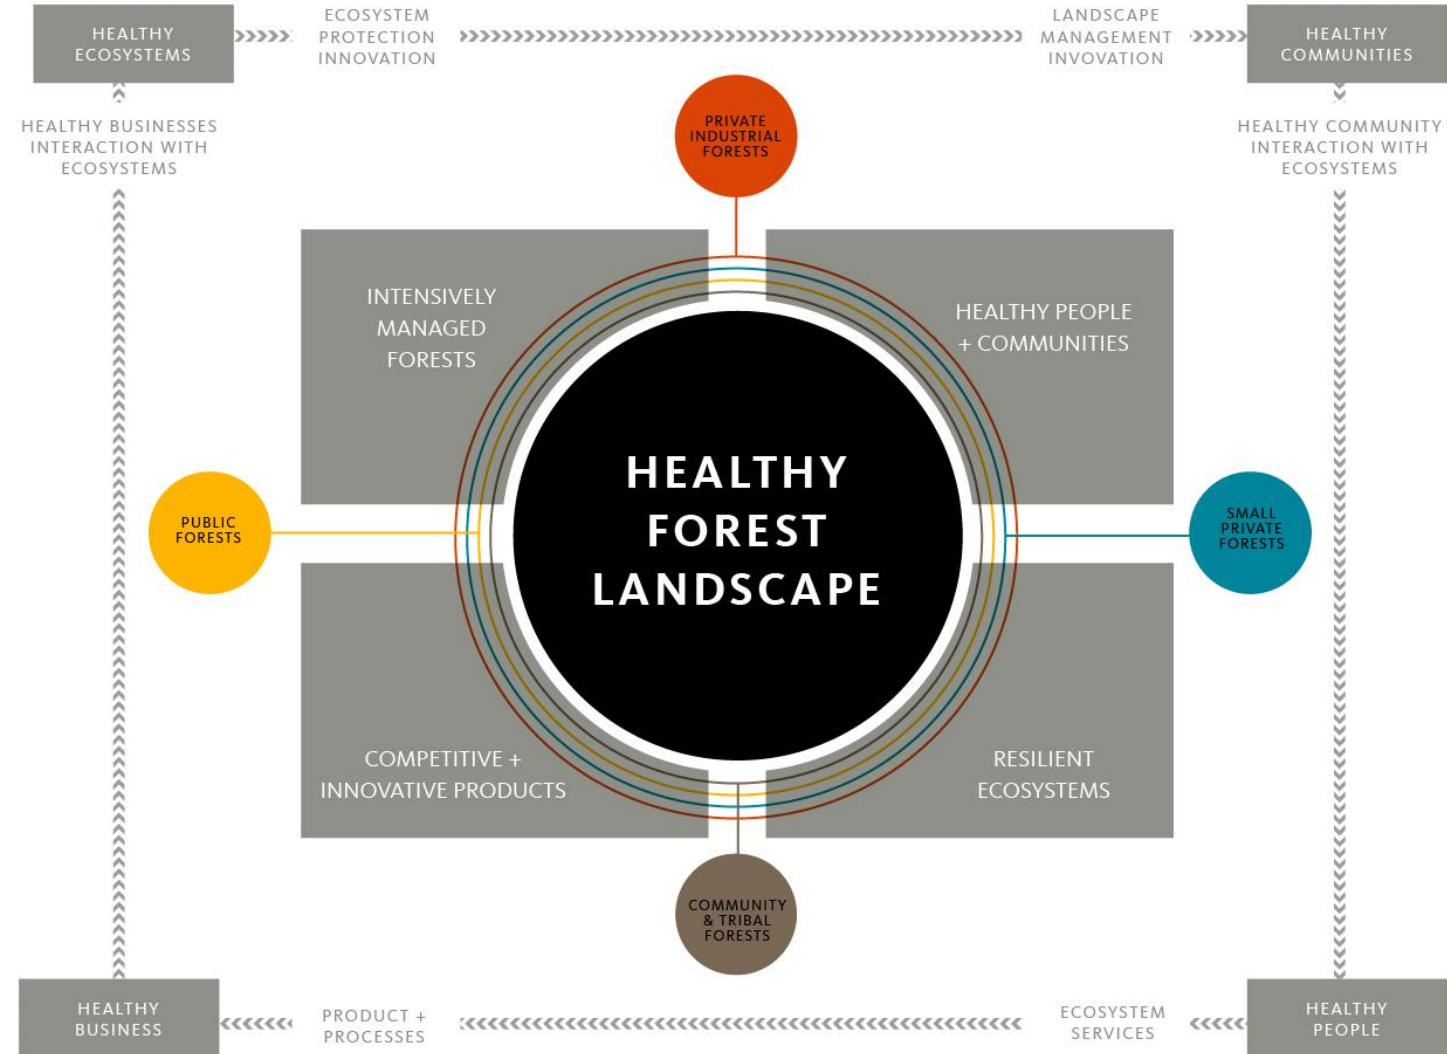 HEALTHY
ECOSYSTEMS
ECOSYSTEM
PROTECTION
INNOVATION
LANDSCAPE
MANAGEMENT
INVOVATION
HEALTHY
COMMUNITIES
HEALTHY BUSINESSES
INTERACTION WITH
ECOSYSTEMS
PRIVATE
INDUSTRIAL
FORESTS
HEALTHY COMMUNITY
INTERACTION WITH
ECOSYSTEMS
INTENSIVELY
MANAGED
FORESTS
HEALTHY PEOPLE
+ COMMUNITIES
HEALTHY
FOREST
LANDSCAPE
PUBLIC
FORESTS
SMALL
PRIVATE
FORESTS
COMPETITIVE +
INNOVATIVE PRODUCTS
RESILIENT
ECOSYSTEMS
COMMUNITY
& TRIBAL
FORESTS
HEALTHY
BUSINESS
PRODUCT +
PROCESSES
ECOSYSTEM
SERVICES
HEALTHY
PEOPLE